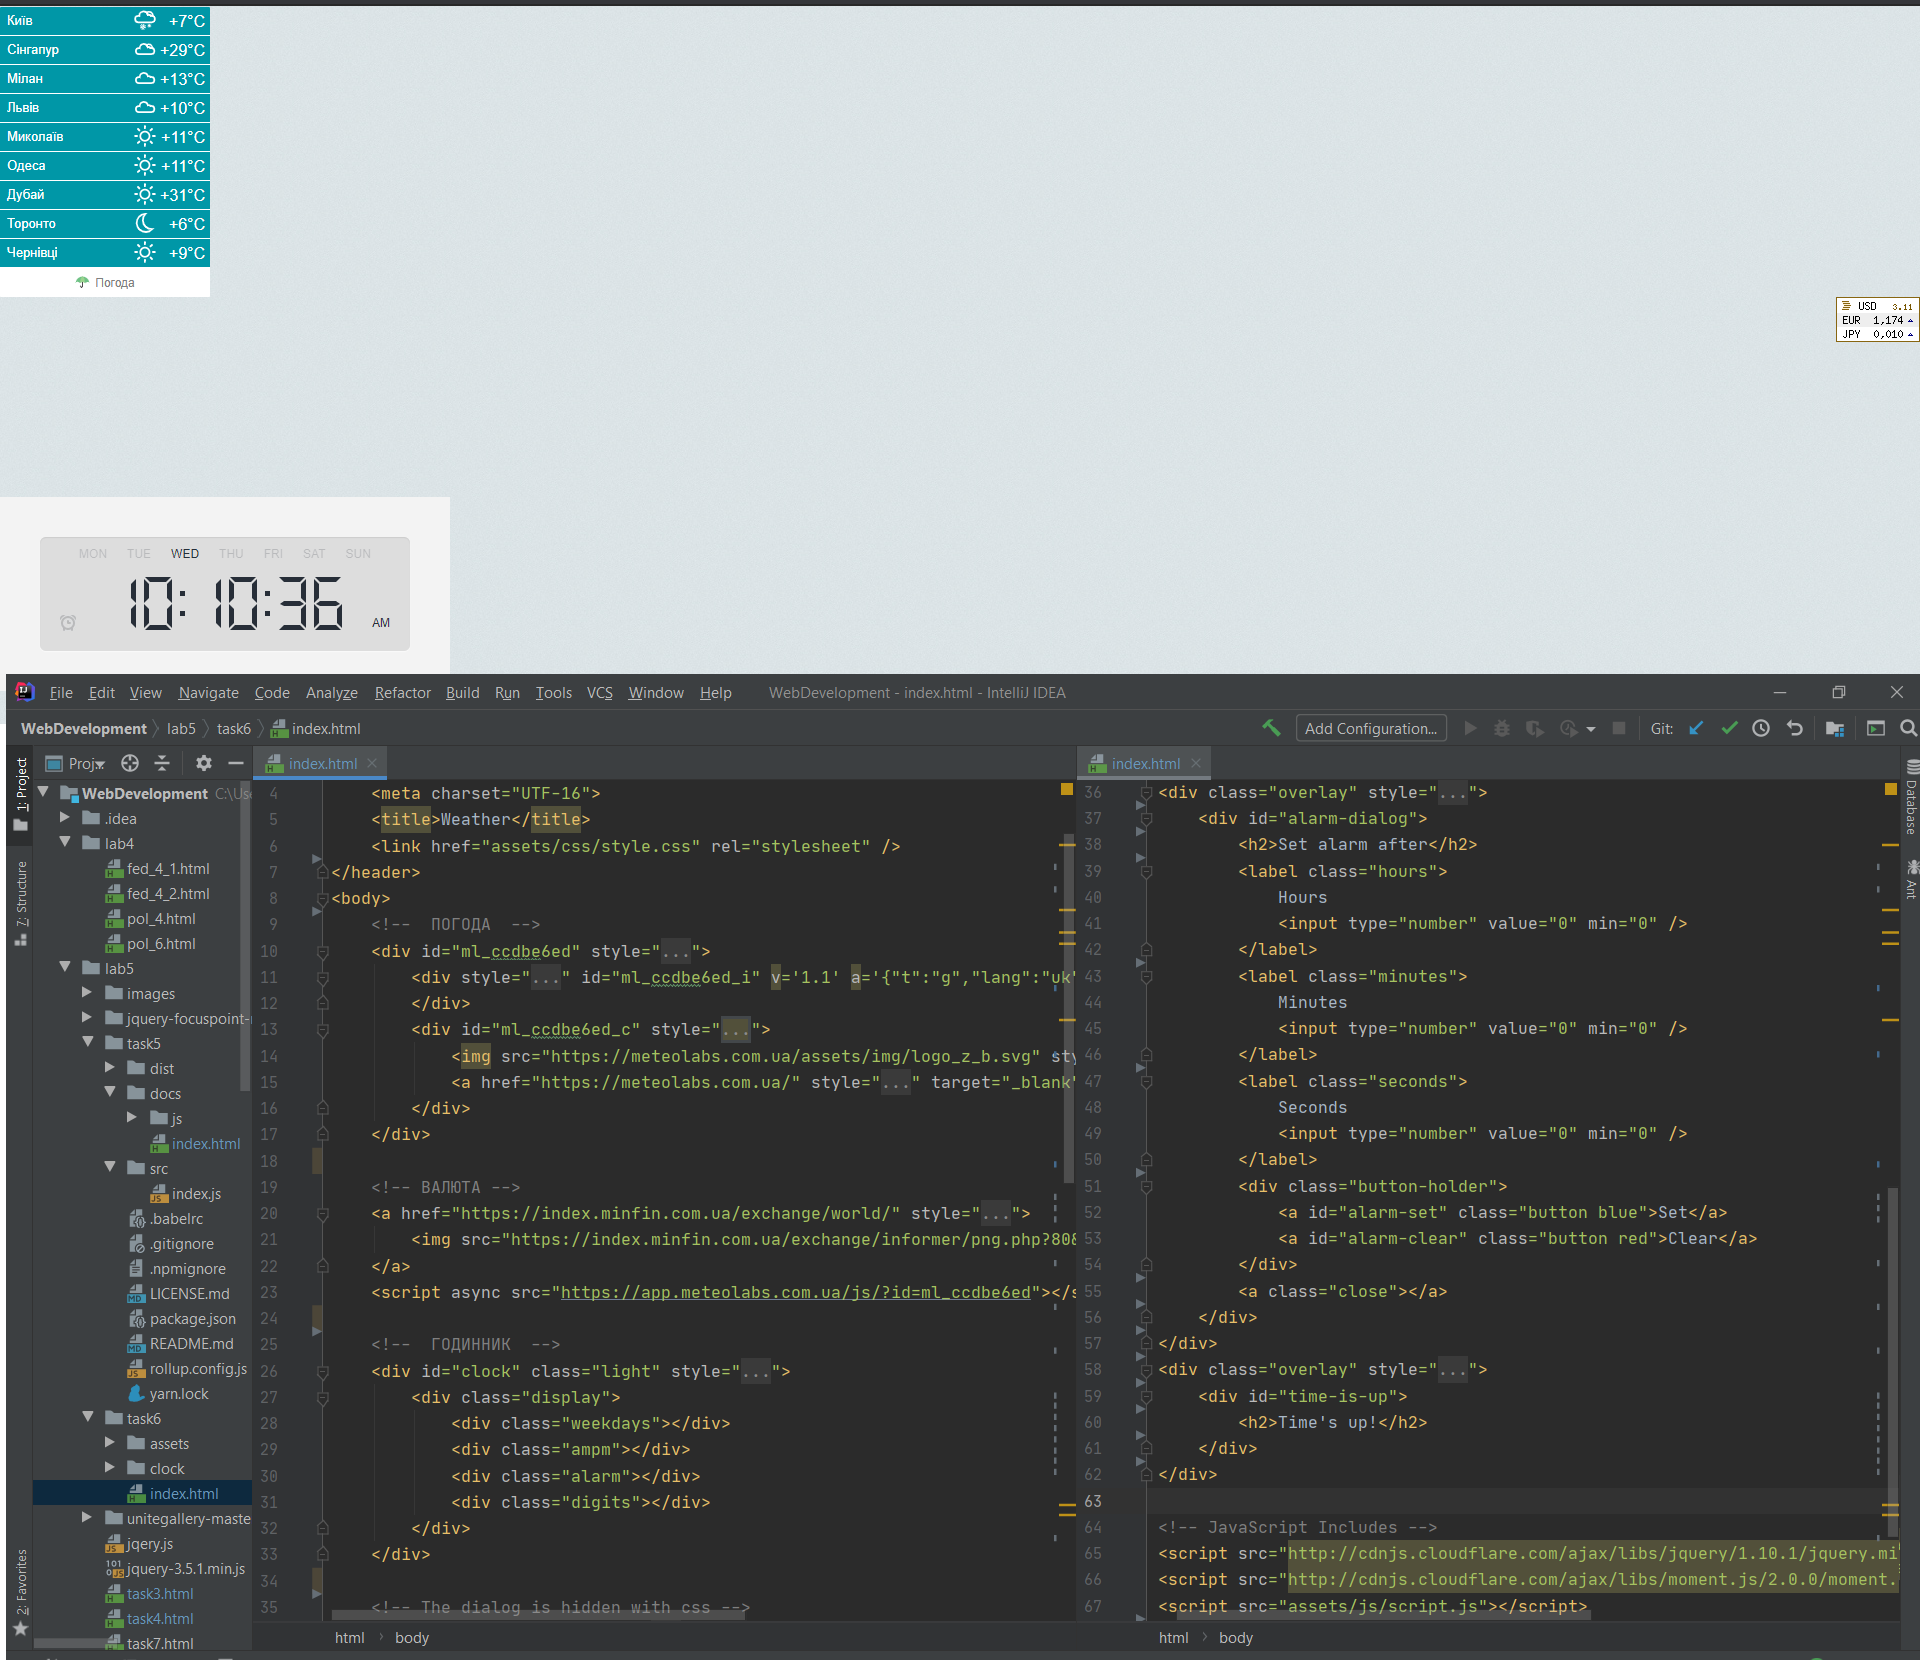 Київ +7°C
Сінгапур +29°C
Мілан +13°C
Львів +10°C
Миколаїв +11°C
Одеса +11°C
Дубай +31°C
Торонто +6°C
Чернівці +9°C
Погода
USD 3.11
EUR 1,174
JPY 0,010
MON TUE WED THU FRI SAT SUN
10:10:36 AM
File Edit View Navigate Code Analyze Refactor Build Run Tools VCS Window Help WebDevelopment - index.html - IntelliJ IDEA
WebDevelopment lab5 task6 index.html Add Configuration... Git:
1: Project
7: Structure
2: Favorites
Proj
WebDevelopment C:\Use
.idea
lab4
fed_4_1.html
fed_4_2.html
pol_4.html
pol_6.html
lab5
images
jquery-focuspoint-
task5
dist
docs
js
index.html
src
index.js
.babelrc
.gitignore
.npmignore
LICENSE.md
package.json
README.md
rollup.config.js
yarn.lock
task6
assets
clock
index.html
unitegallery-maste
jqery.js
jquery-3.5.1.min.js
task3.html
task4.html
task7.html
index.html
4 <meta charset="UTF-16">
5 <title>Weather</title>
6 <link href="assets/css/style.css" rel="stylesheet" />
7 </header>
8 <body>
9 <!-- ПОГОДА -->
10 <div id="ml_ccdbe6ed" style="...">
11 <div style="..." id="ml_ccdbe6ed_i" v='1.1' a='{"t":"g","lang":"uk"
12 </div>
13 <div id="ml_ccdbe6ed_c" style="...">
14 <img src="https://meteolabs.com.ua/assets/img/logo_z_b.svg" sty
15 <a href="https://meteolabs.com.ua/" style="..." target="_blank"
16 </div>
17 </div>
18
19 <!-- ВАЛЮТА -->
20 <a href="https://index.minfin.com.ua/exchange/world/" style="...">
21 <img src="https://index.minfin.com.ua/exchange/informer/png.php?80&
22 </a>
23 <script async src="https://app.meteolabs.com.ua/js/?id=ml_ccdbe6ed"></s
24
25 <!-- ГОДИННИК -->
26 <div id="clock" class="light" style="...">
27 <div class="display">
28 <div class="weekdays"></div>
29 <div class="ampm"></div>
30 <div class="alarm"></div>
31 <div class="digits"></div>
32 </div>
33 </div>
34
35 <!-- The dialog is hidden with css -->
html body
index.html
36 <div class="overlay" style="...">
37 <div id="alarm-dialog">
38 <h2>Set alarm after</h2>
39 <label class="hours">
40 Hours
41 <input type="number" value="0" min="0" />
42 </label>
43 <label class="minutes">
44 Minutes
45 <input type="number" value="0" min="0" />
46 </label>
47 <label class="seconds">
48 Seconds
49 <input type="number" value="0" min="0" />
50 </label>
51 <div class="button-holder">
52 <a id="alarm-set" class="button blue">Set</a>
53 <a id="alarm-clear" class="button red">Clear</a>
54 </div>
55 <a class="close"></a>
56 </div>
57 </div>
58 <div class="overlay" style="...">
59 <div id="time-is-up">
60 <h2>Time's up!</h2>
61 </div>
62 </div>
63
64 <!-- JavaScript Includes -->
65 <script src="http://cdnjs.cloudflare.com/ajax/libs/jquery/1.10.1/jquery.mi
66 <script src="http://cdnjs.cloudflare.com/ajax/libs/moment.js/2.0.0/moment.
67 <script src="assets/js/script.js"></script>
html body
Database
Ant